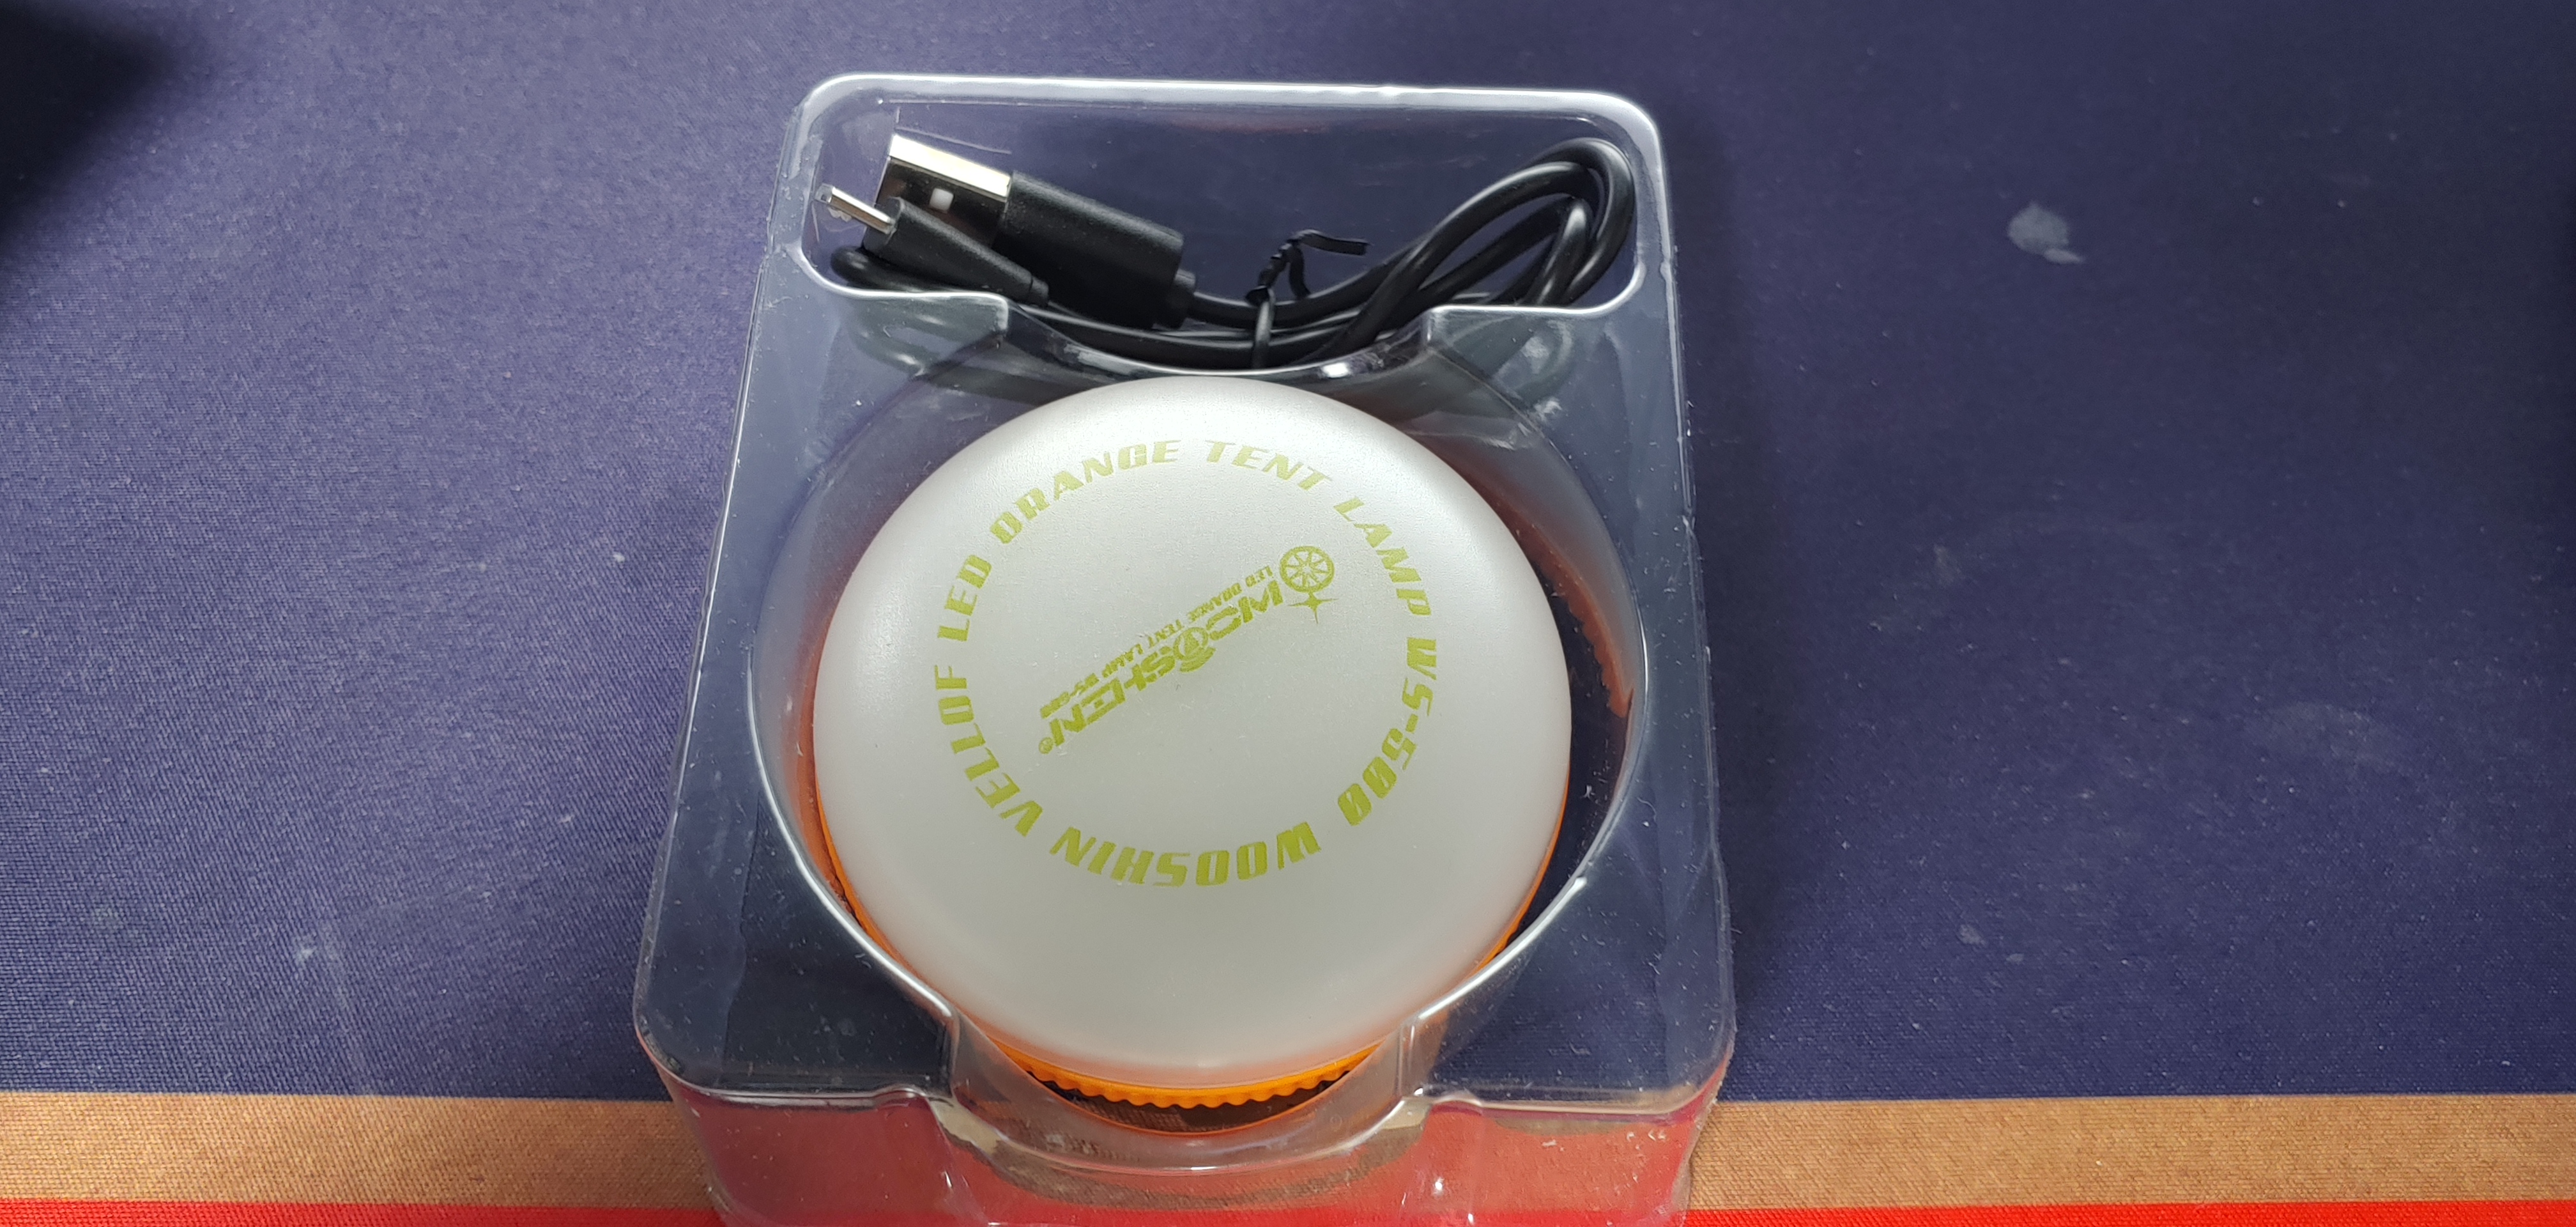 LED ORANGE TENT LAMP WS-500 WOOSHIN VELLOF
WOOSHEN®
LED ORANGE TENT LAMP WS-500